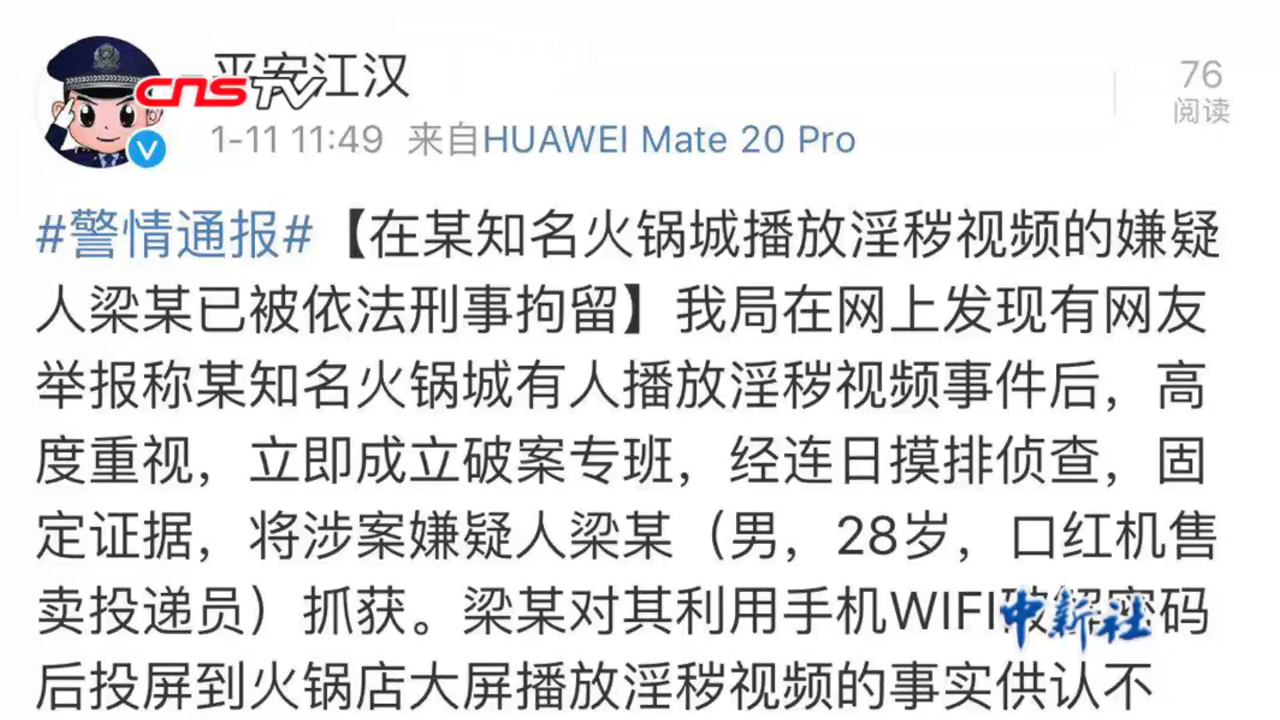 平安江汉
CNSTV
76
阅读
1-11 11:49 来自HUAWEI Mate 20 Pro
#警情通报#【在某知名火锅城播放淫秽视频的嫌疑
人梁某已被依法刑事拘留】我局在网上发现有网友
举报称某知名火锅城有人播放淫秽视频事件后，高
度重视，立即成立破案专班，经连日摸排侦查，固
定证据，将涉案嫌疑人梁某（男，28岁，口红机售
卖投递员）抓获。梁某对其利用手机WIFI破解密码
中新社
后投屏到火锅店大屏播放淫秽视频的事实供认不